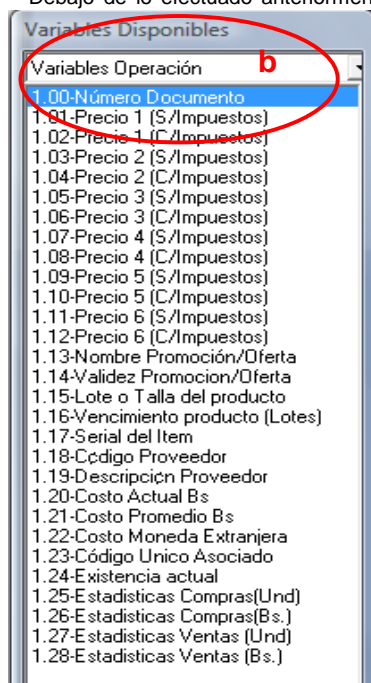 Debajo de lo efectuado anteriormen
Variables Disponibles
Variables Operación
b
1.00-Número Documento
1.01-Precio 1 (S/Impuestos)
1.02-Precio 1 (C/Impuestos)
1.03-Precio 2 (S/Impuestos)
1.04-Precio 2 (C/Impuestos)
1.05-Precio 3 (S/Impuestos)
1.06-Precio 3 (C/Impuestos)
1.07-Precio 4 (S/Impuestos)
1.08-Precio 4 (C/Impuestos)
1.09-Precio 5 (S/Impuestos)
1.10-Precio 5 (C/Impuestos)
1.11-Precio 6 (S/Impuestos)
1.12-Precio 6 (C/Impuestos)
1.13-Nombre Promoción/Oferta
1.14-Validez Promocion/Oferta
1.15-Lote o Talla del producto
1.16-Vencimiento producto (Lotes)
1.17-Serial del Item
1.18-C¢digo Proveedor
1.19-Descripci¢n Proveedor
1.20-Costo Actual Bs
1.21-Costo Promedio Bs
1.22-Costo Moneda Extranjera
1.23-Código Unico Asociado
1.24-Existencia actual
1.25-Estadisticas Compras(Und)
1.26-Estadisticas Compras(Bs.)
1.27-Estadisticas Ventas (Und)
1.28-Estadisticas Ventas (Bs.)